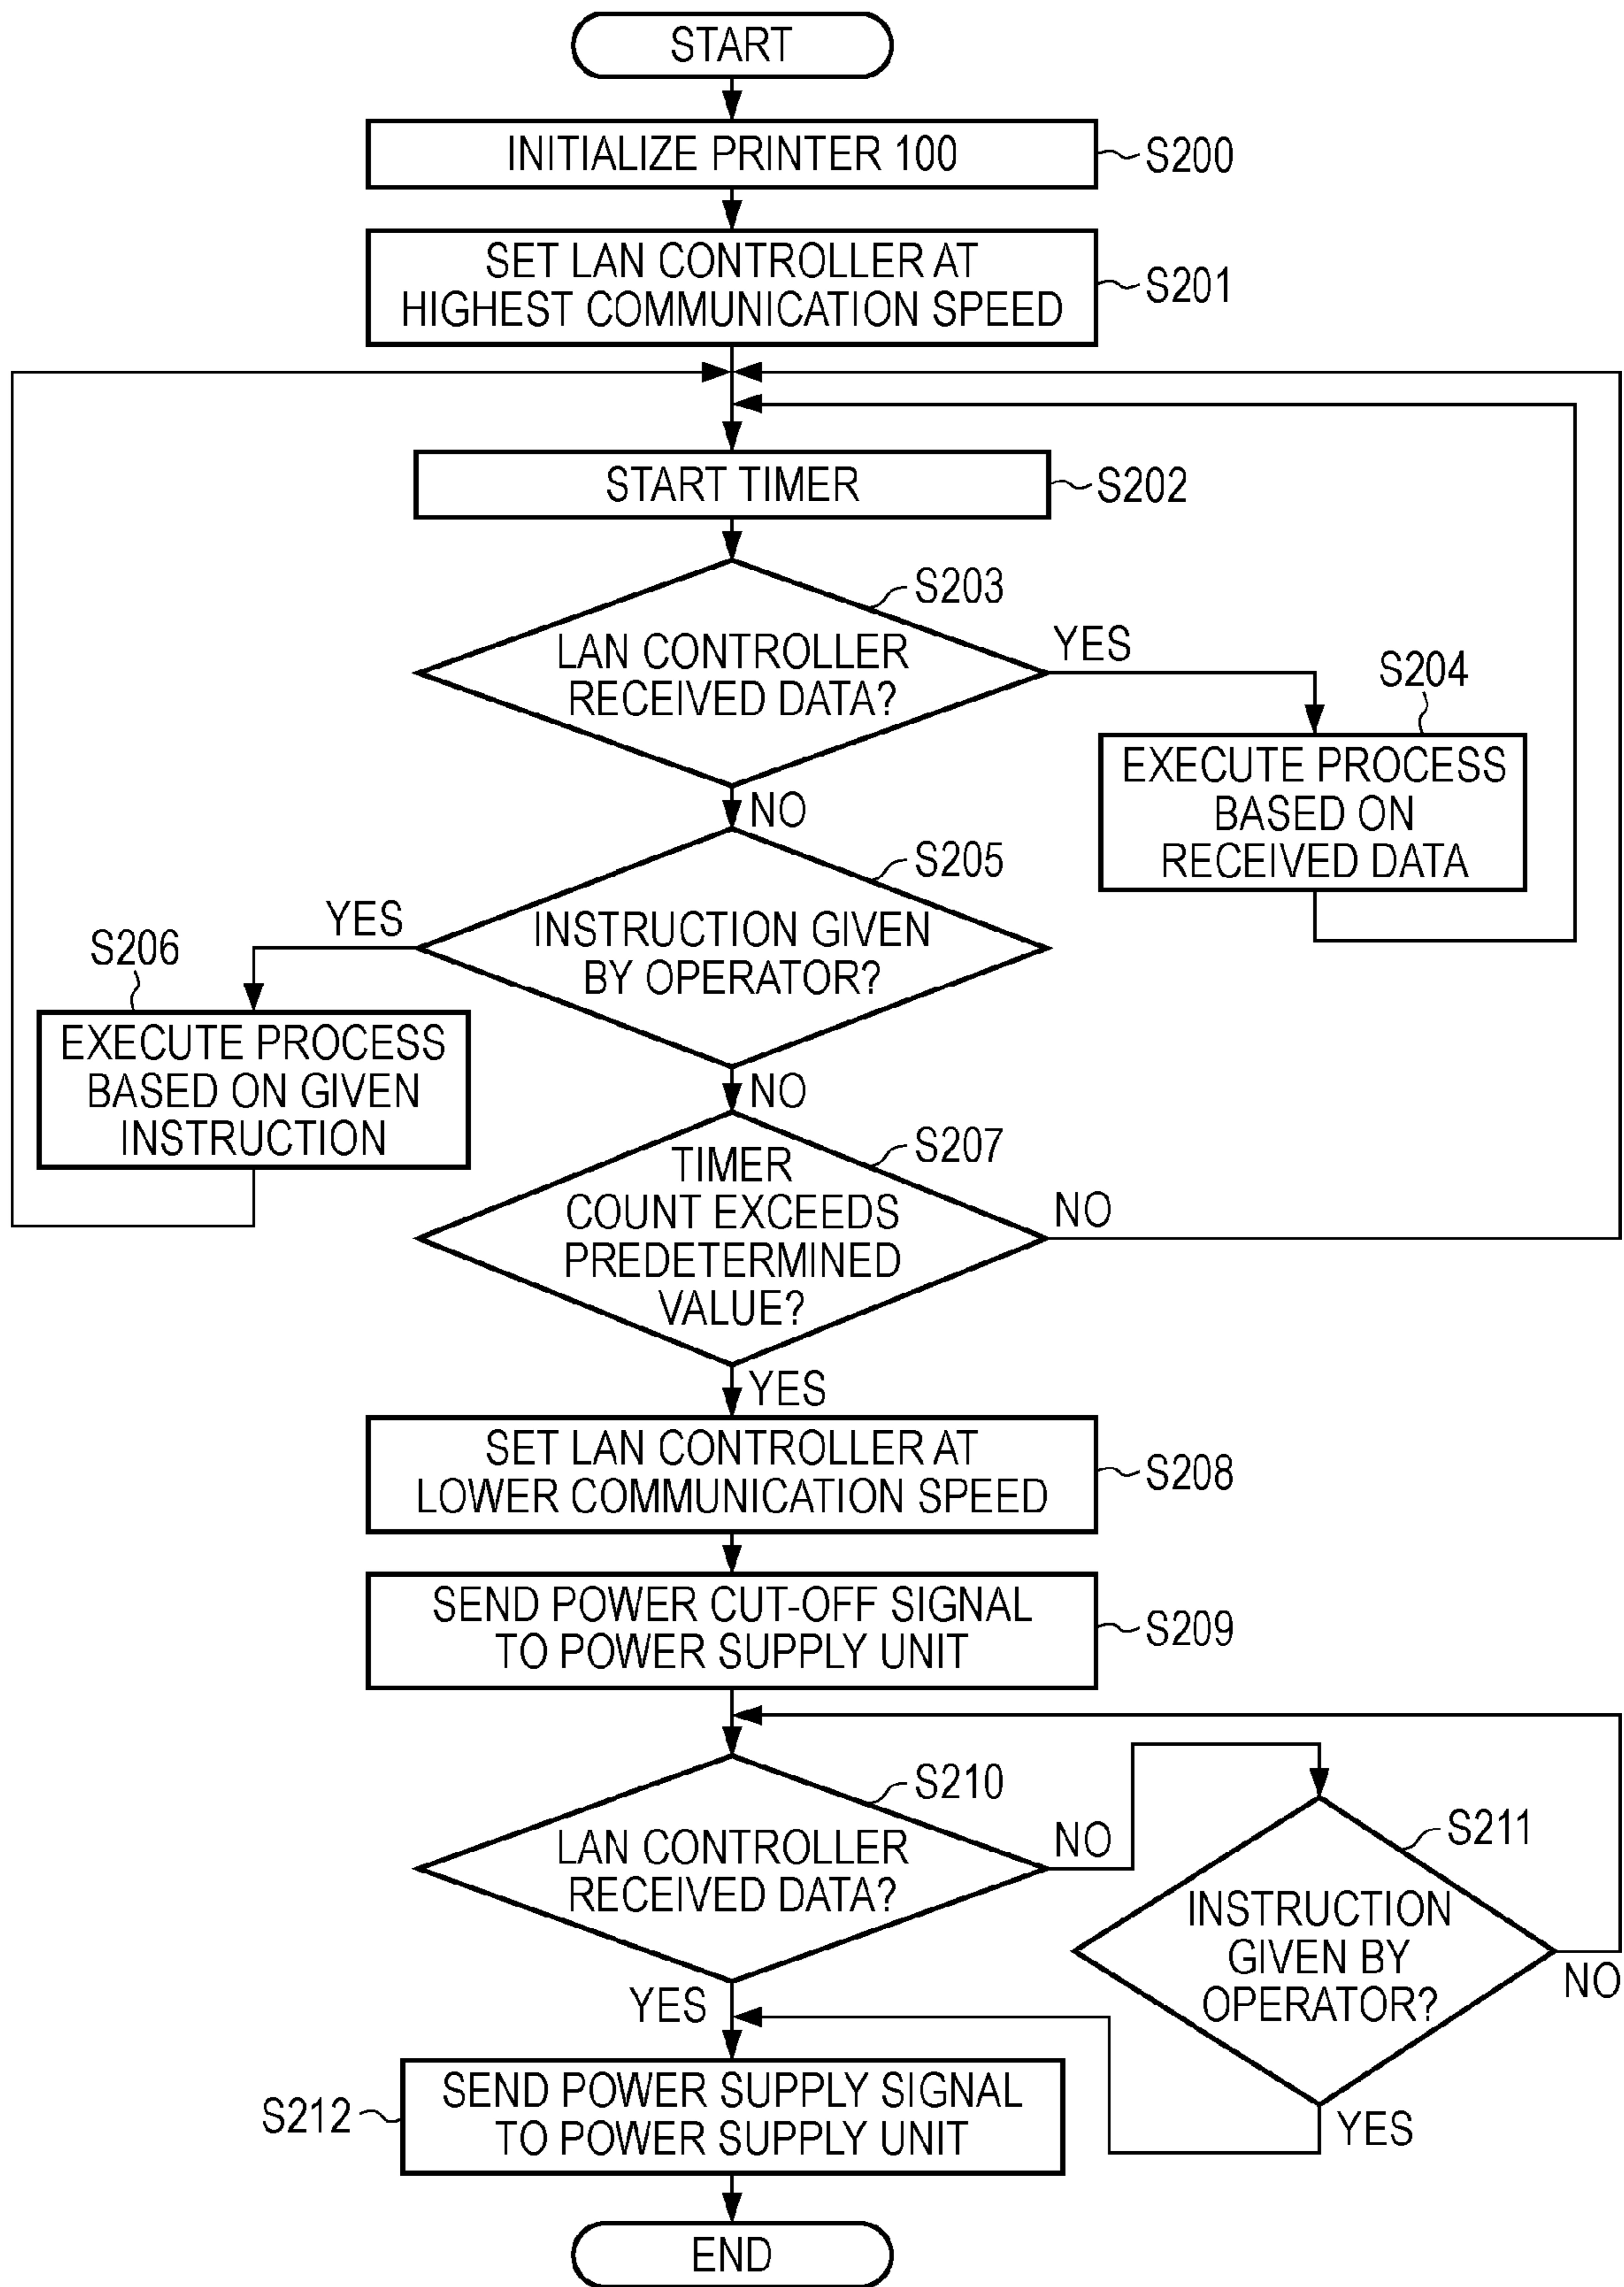 START
INITIALIZE PRINTER 100
S200
SET LAN CONTROLLER AT
HIGHEST COMMUNICATION SPEED
S201
START TIMER
S202
S203
LAN CONTROLLER
RECEIVED DATA?
YES
S204
EXECUTE PROCESS
BASED ON
RECEIVED DATA
NO
S205
INSTRUCTION GIVEN
BY OPERATOR?
YES
S206
EXECUTE PROCESS
BASED ON GIVEN
INSTRUCTION
NO
S207
TIMER
COUNT EXCEEDS
PREDETERMINED
VALUE?
NO
YES
SET LAN CONTROLLER AT
LOWER COMMUNICATION SPEED
S208
SEND POWER CUT-OFF SIGNAL
TO POWER SUPPLY UNIT
S209
S210
LAN CONTROLLER
RECEIVED DATA?
NO
S211
INSTRUCTION
GIVEN BY
OPERATOR?
NO
YES
YES
SEND POWER SUPPLY SIGNAL
TO POWER SUPPLY UNIT
S212
END